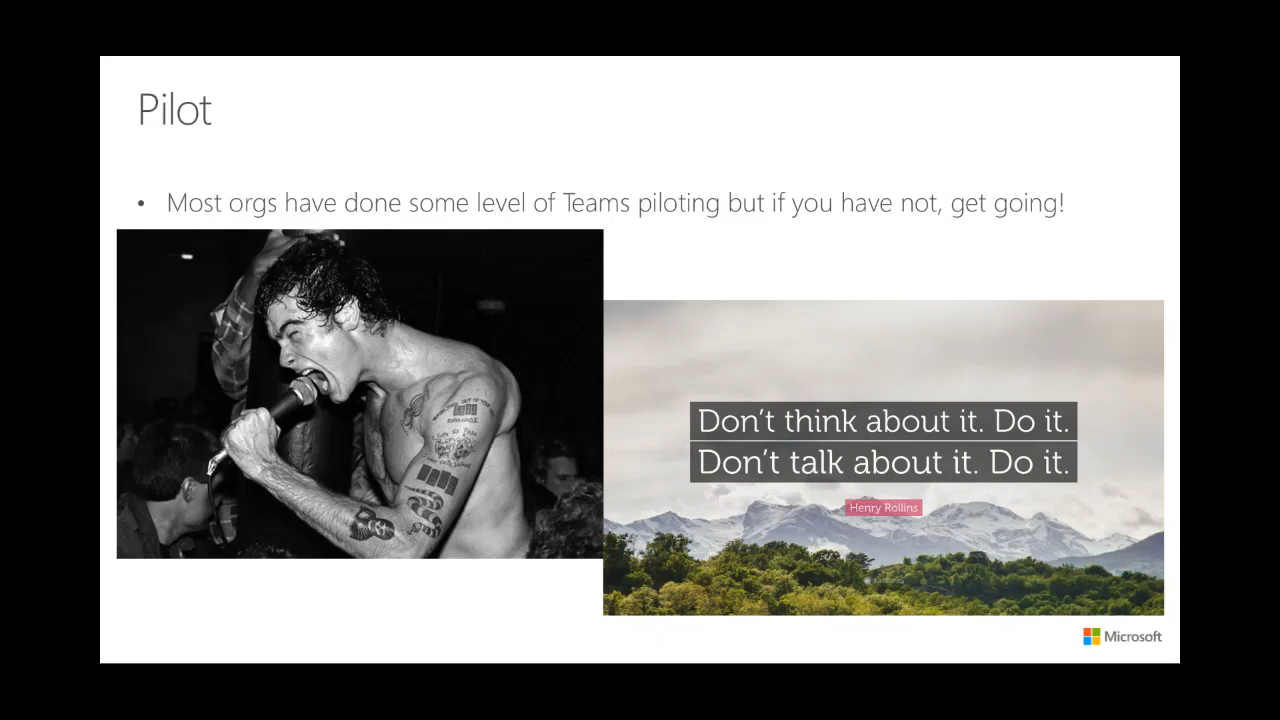 Pilot
• Most orgs have done some level of Teams piloting but if you have not, get going!
Don't think about it. Do it.
Don't talk about it. Do it.
Henry Rollins
Microsoft